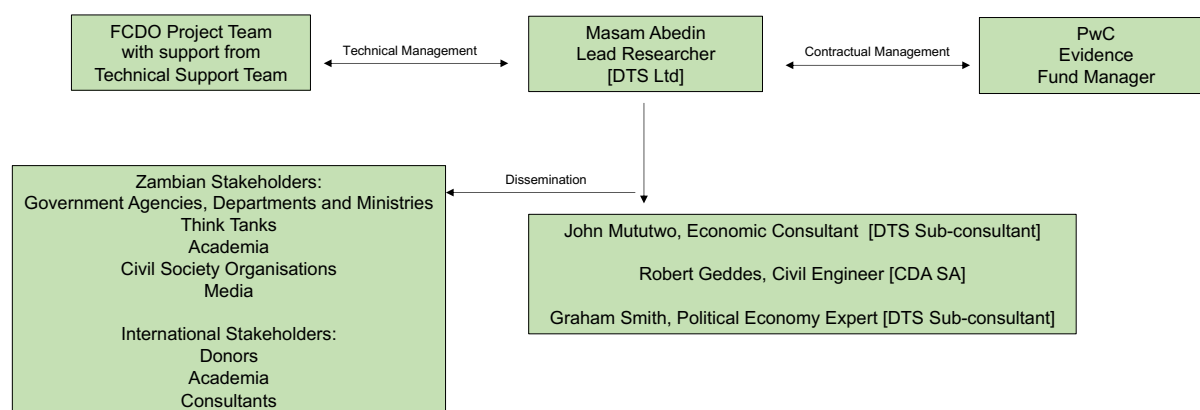 FCDO Project Team
with support from
Technical Support Team
Technical Management
Masam Abedin
Lead Researcher
[DTS Ltd]
Contractual Management
PwC
Evidence
Fund Manager
Zambian Stakeholders:
Government Agencies, Departments and Ministries
Think Tanks
Academia
Civil Society Organisations
Media
International Stakeholders:
Donors
Academia
Consultants
Dissemination
John Mututwo, Economic Consultant [DTS Sub-consultant]
Robert Geddes, Civil Engineer [CDA SA]
Graham Smith, Political Economy Expert [DTS Sub-consultant]